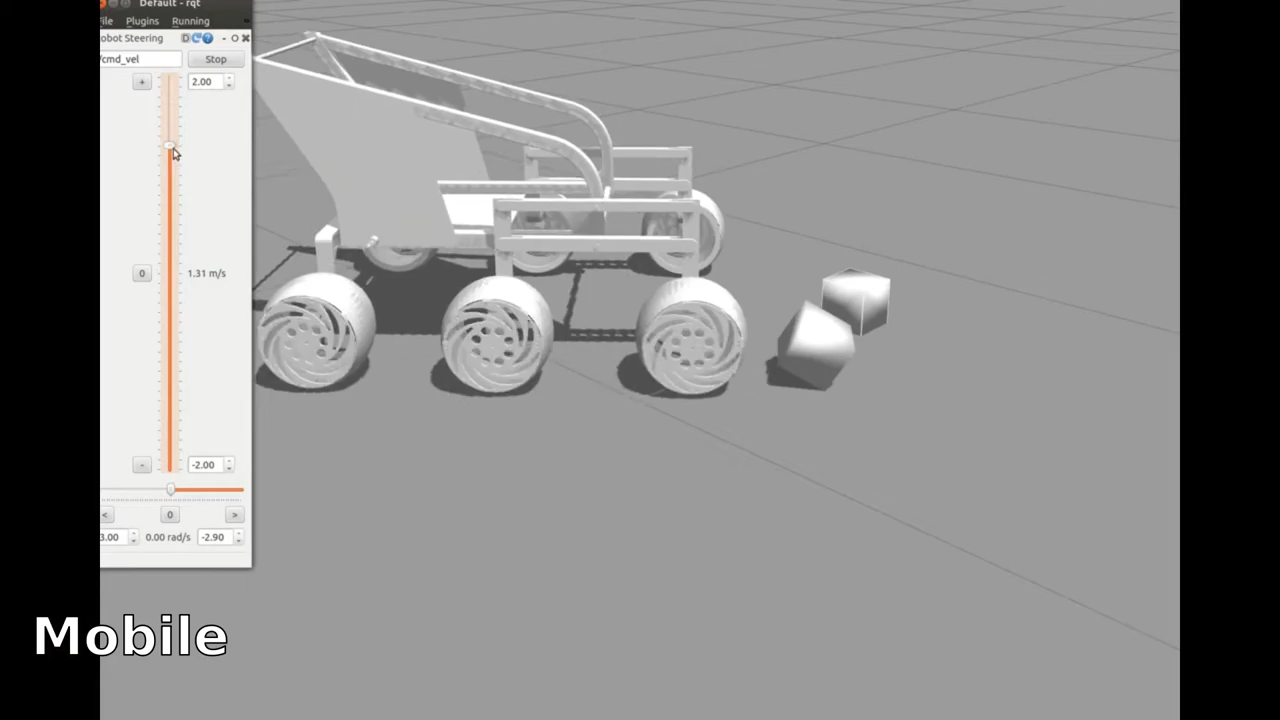 Default - rqt
File Plugins Running
obot Steering
/cmd_vel Stop
+ 2.00
0 1.31 m/s
- -2.00
< 0 >
3.00 0.00 rad/s -2.90
Mobile